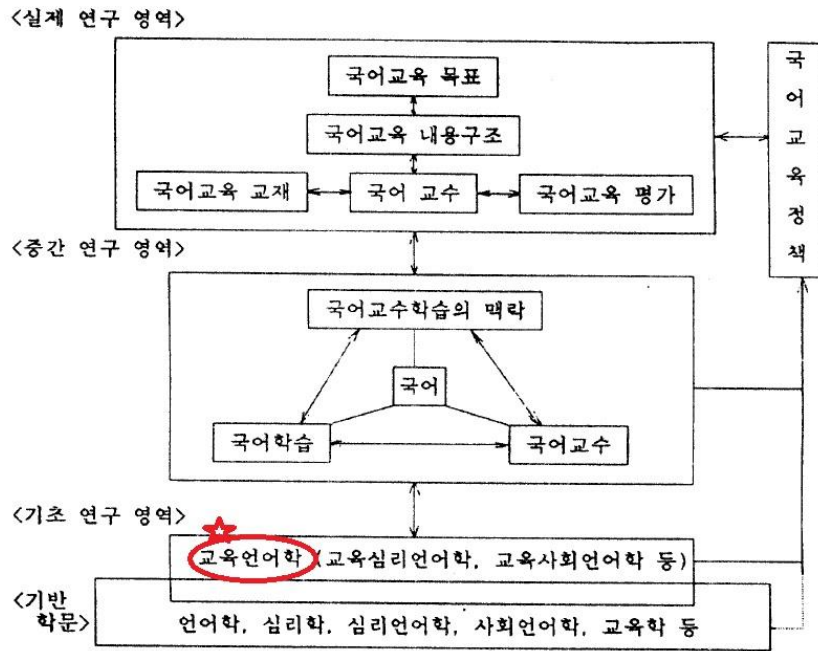 <실제 연구 영역>
국어교육 목표
국어교육 내용구조
국어교육 교재
국어 교수
국어교육 평가
국어교육정책
<중간 연구 영역>
국어교수학습의 맥락
국어
국어학습
국어교수
<기초 연구 영역>
교육언어학 (교육심리언어학, 교육사회언어학 등)
<기반
학문>
언어학, 심리학, 심리언어학, 사회언어학, 교육학 등